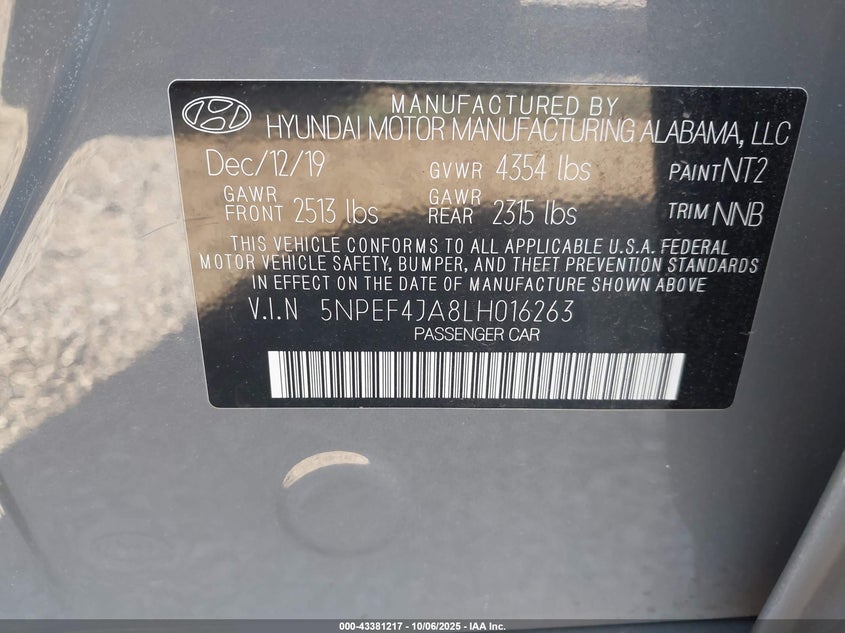 MANUFACTURED BY
HYUNDAI MOTOR MANUFACTURING ALABAMA, LLC
Dec/12/19 GVWR 4354 lbs PAINT NT2
GAWR FRONT 2513 lbs GAWR REAR 2315 lbs TRIM NNB
THIS VEHICLE CONFORMS TO ALL APPLICABLE U.S.A. FEDERAL
MOTOR VEHICLE SAFETY, BUMPER, AND THEFT PREVENTION STANDARDS
IN EFFECT ON THE DATE OF MANUFACTURE SHOWN ABOVE
V.I.N 5NPEF4JA8LH016263
PASSENGER CAR
000-43381217 - 10/06/2025 - IAA Inc.